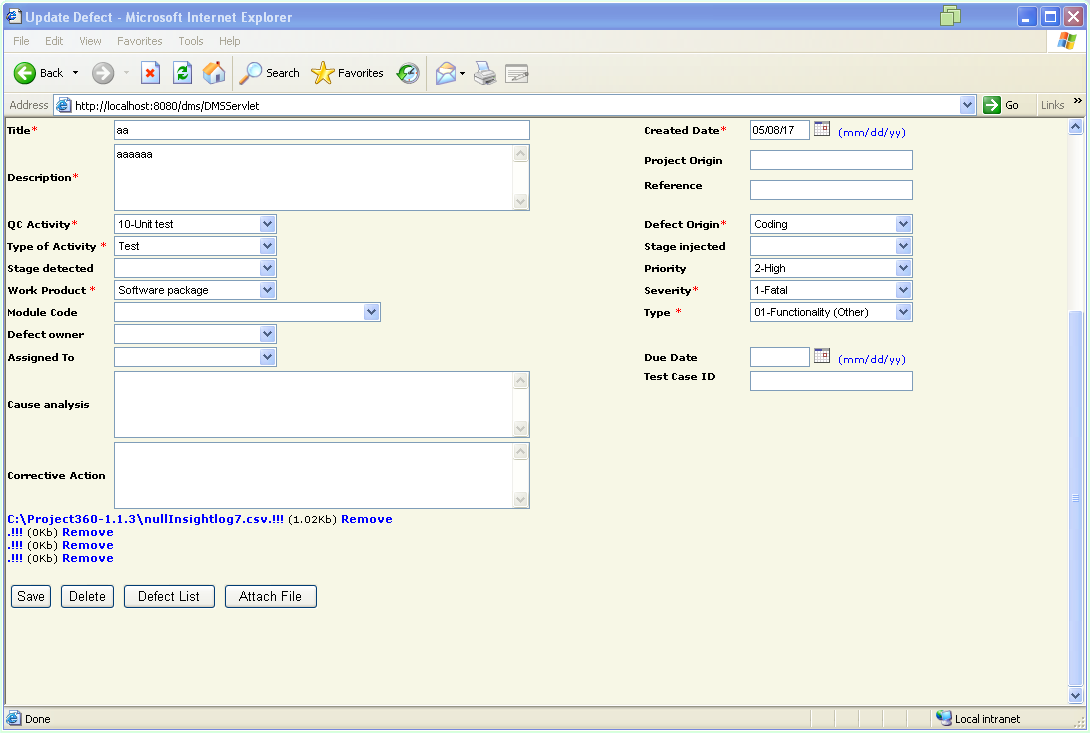 Update Defect - Microsoft Internet Explorer
File Edit View Favorites Tools Help
Back Search Favorites
Address http://localhost:8080/dms/DMSServlet Go Links »
Title* aa Created Date* 05/08/17 (mm/dd/yy)
Description* aaaaaa Project Origin
Reference
QC Activity* 10-Unit test Defect Origin* Coding
Type of Activity * Test Stage injected
Stage detected Priority 2-High
Work Product * Software package Severity* 1-Fatal
Module Code Type * 01-Functionality (Other)
Defect owner
Assigned To Due Date (mm/dd/yy)
Test Case ID
Cause analysis
Corrective Action
C:\Project360-1.1.3\nullInsightlog7.csv.!!! (1.02Kb) Remove
.!!! (0Kb) Remove
.!!! (0Kb) Remove
.!!! (0Kb) Remove
Save Delete Defect List Attach File
Done Local intranet